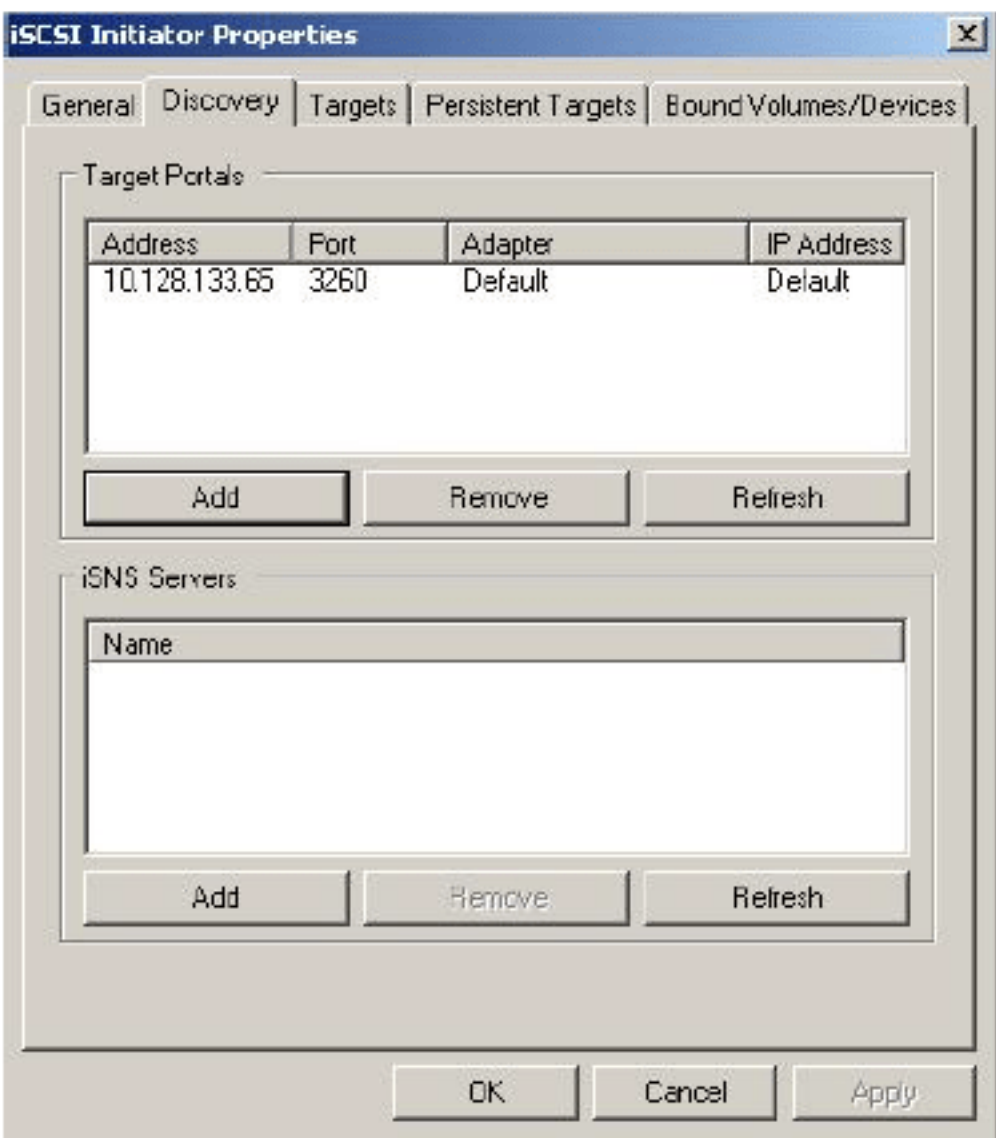 iSCSI Initiator Properties
General Discovery Targets Persistent Targets Bound Volumes/Devices
Target Portals
Address Port Adapter IP Address
10.128.133.65 3260 Default Default
Add Remove Refresh
iSNS Servers
Name
Add Remove Refresh
OK Cancel Apply